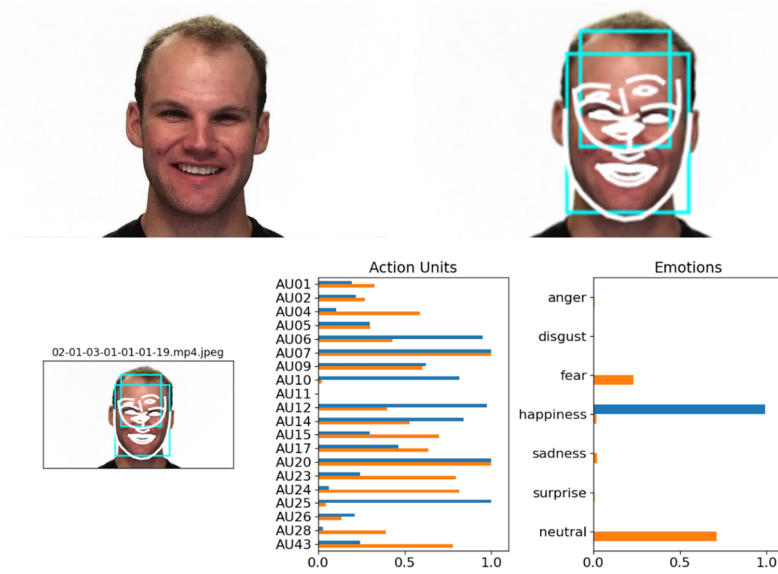 Action Units
Emotions
02-01-03-01-01-01-19.mp4.jpeg
AU01
AU02
AU04
AU05
AU06
AU07
AU09
AU10
AU11
AU12
AU14
AU15
AU17
AU20
AU23
AU24
AU25
AU26
AU28
AU43
0.0 0.5 1.0
anger
disgust
fear
happiness
sadness
surprise
neutral
0.0 0.5 1.0